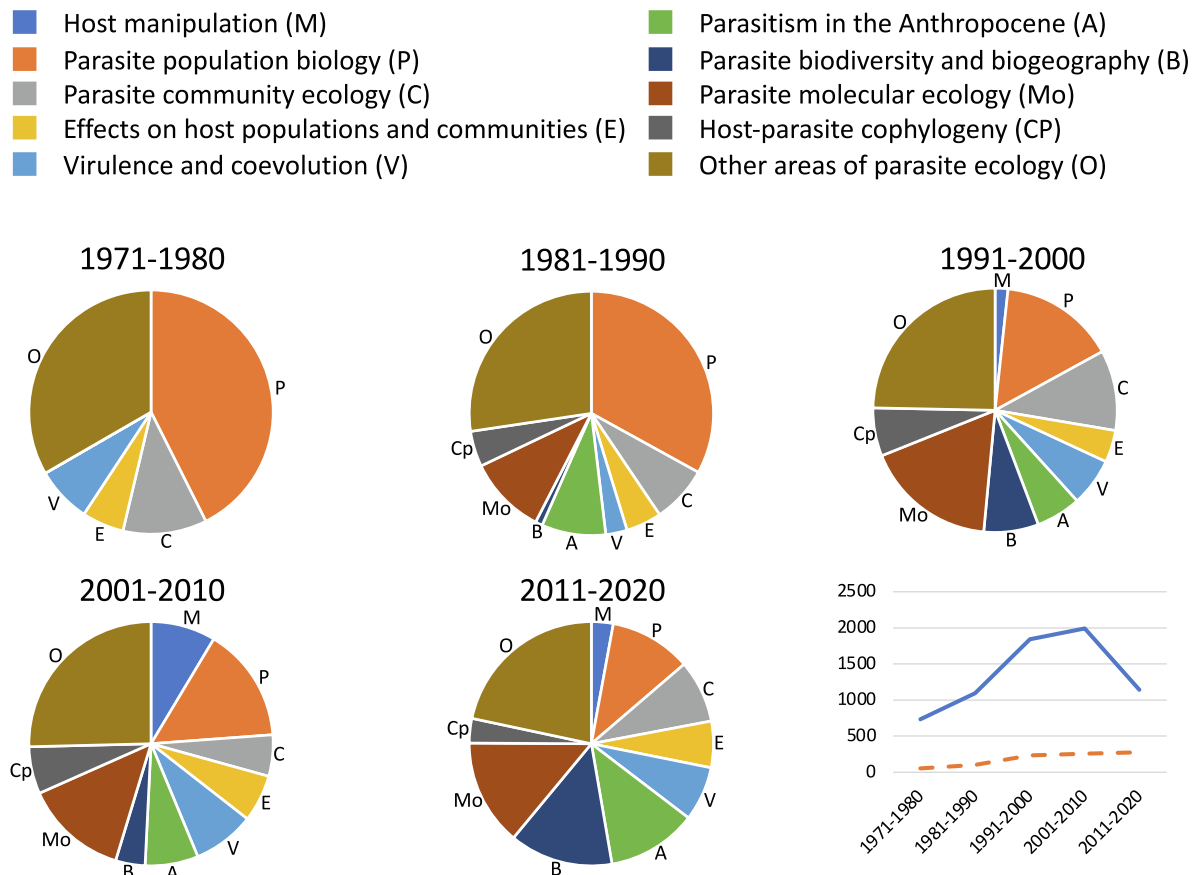 Host manipulation (M)
Parasite population biology (P)
Parasite community ecology (C)
Effects on host populations and communities (E)
Virulence and coevolution (V)
Parasitism in the Anthropocene (A)
Parasite biodiversity and biogeography (B)
Parasite molecular ecology (Mo)
Host-parasite cophylogeny (CP)
Other areas of parasite ecology (O)
1971-1980
O
P
V
E
C
1981-1990
O
P
Cp
Mo
B
A
V
E
C
1991-2000
M
P
O
C
Cp
E
V
Mo
A
B
2001-2010
M
O
P
C
Cp
E
Mo
V
B
A
2011-2020
M
P
O
C
Cp
E
Mo
V
A
B
2500
2000
1500
1000
500
0
1971-1980
1981-1990
1991-2000
2001-2010
2011-2020